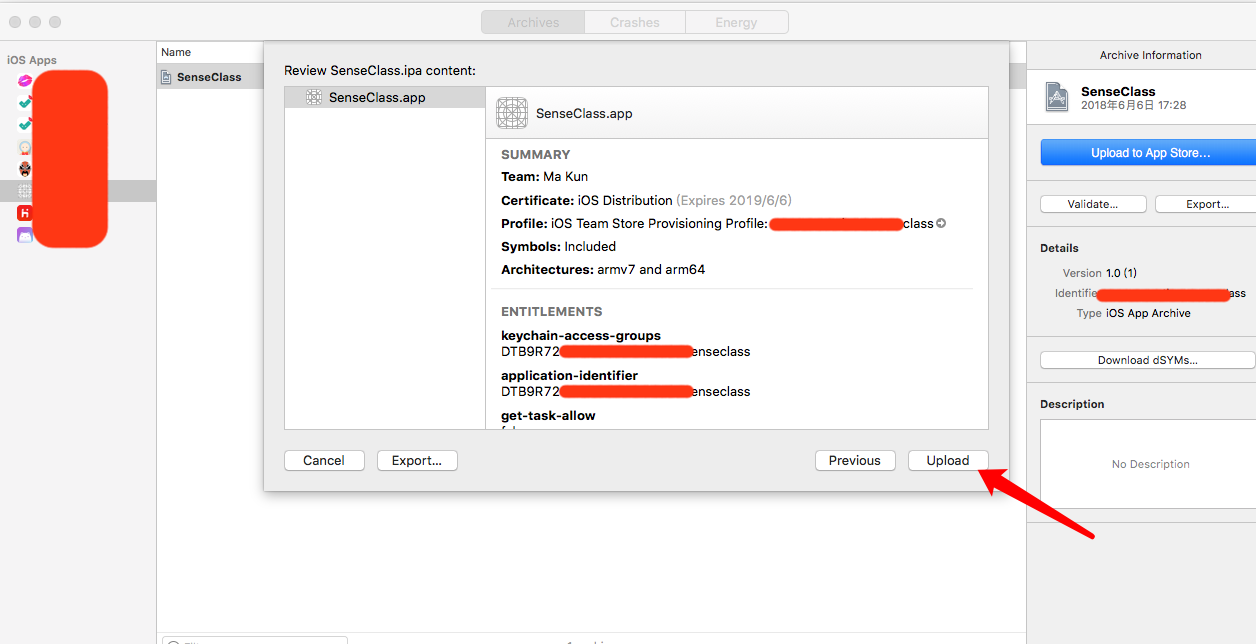 Archives
Crashes
Energy
iOS Apps
Name
SenseClass
Review SenseClass.ipa content:
SenseClass.app
SenseClass.app
SUMMARY
Team: Ma Kun
Certificate: iOS Distribution (Expires 2019/6/6)
Profile: iOS Team Store Provisioning Profile: class
Symbols: Included
Architectures: armv7 and arm64
ENTITLEMENTS
keychain-access-groups
DTB9R72 enseclass
application-identifier
DTB9R72 enseclass
get-task-allow
Cancel
Export...
Previous
Upload
Archive Information
SenseClass
2018年6月6日 17:28
Upload to App Store...
Validate...
Export...
Details
Version 1.0 (1)
Identifie ass
Type iOS App Archive
Download dSYMs...
Description
No Description